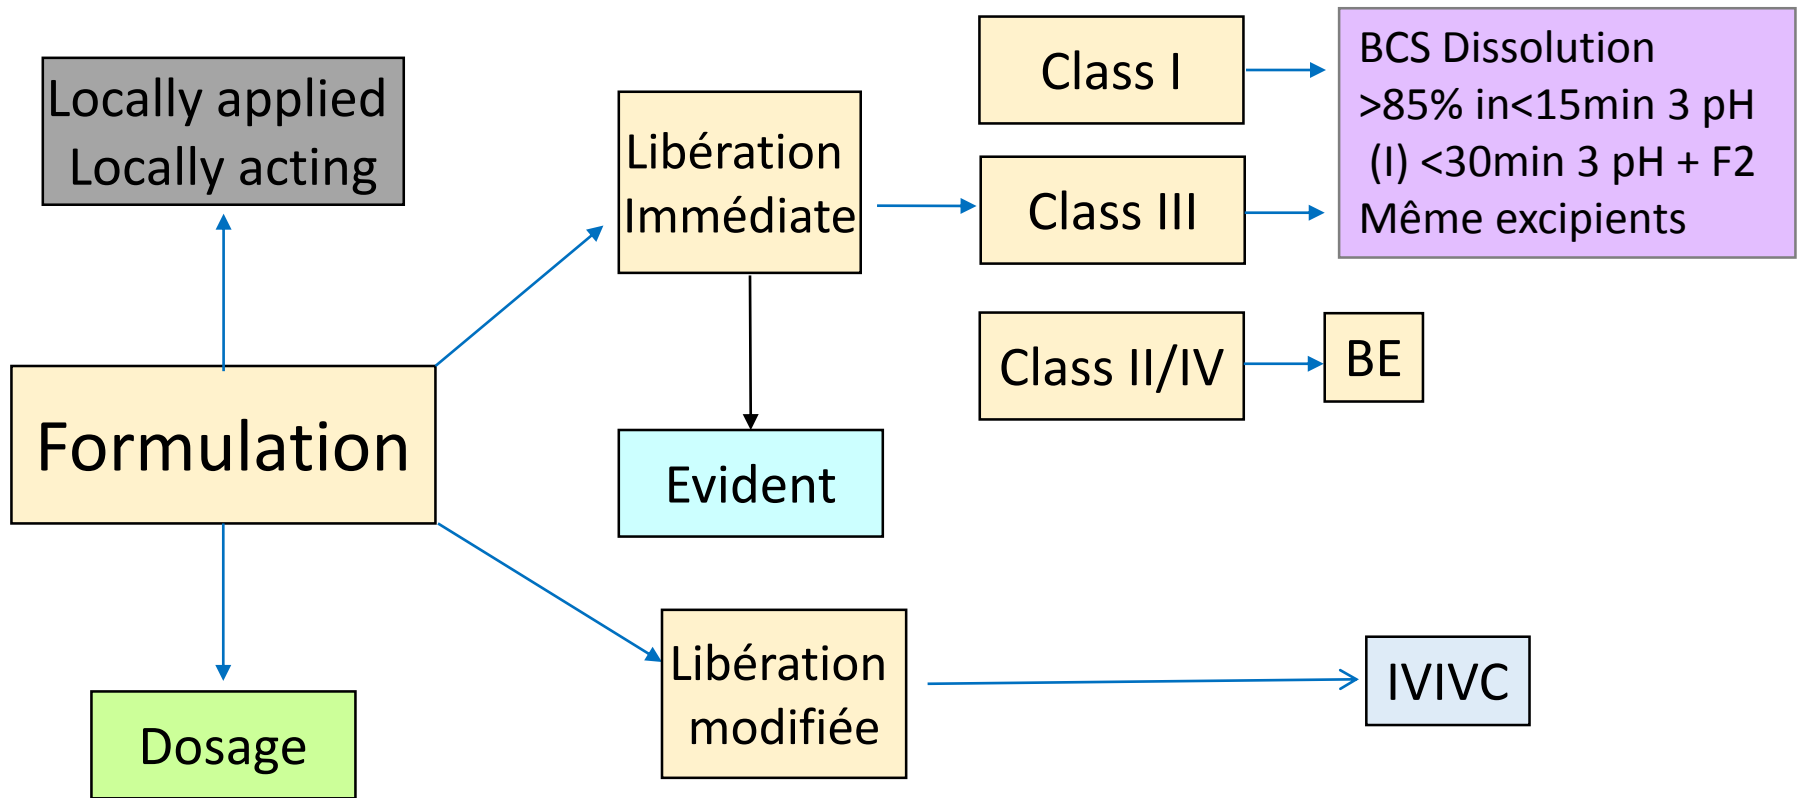 Locally applied
Locally acting
Formulation
Dosage
Libération
Immédiate
Evident
Libération
modifiée
Class I
Class III
Class II/IV
BCS Dissolution
>85% in<15min 3 pH
(I) <30min 3 pH + F2
Même excipients
BE
IVIVC